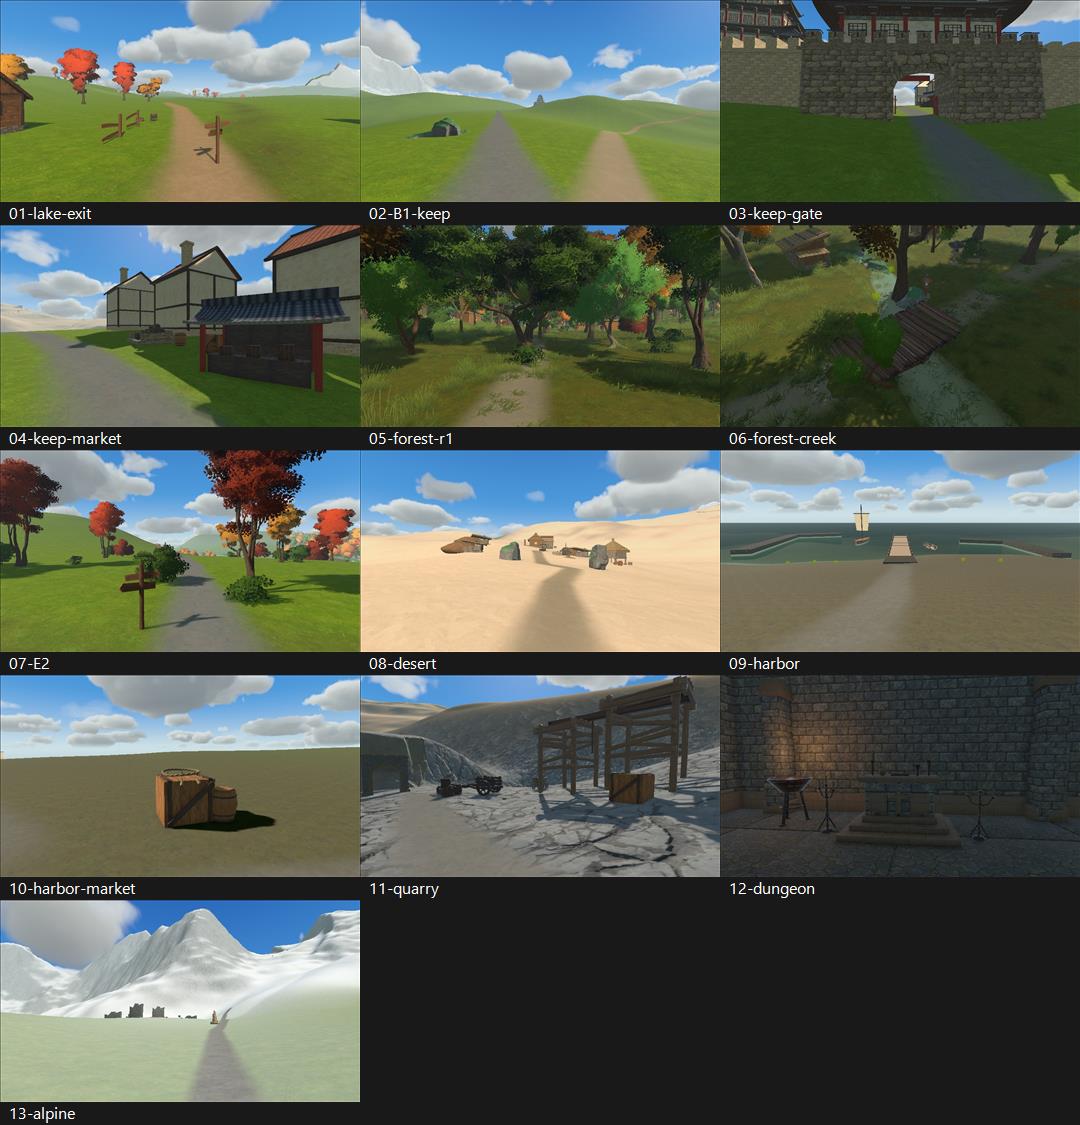 01-lake-exit
02-B1-keep
03-keep-gate
04-keep-market
05-forest-r1
06-forest-creek
07-E2
08-desert
09-harbor
10-harbor-market
11-quarry
12-dungeon
13-alpine